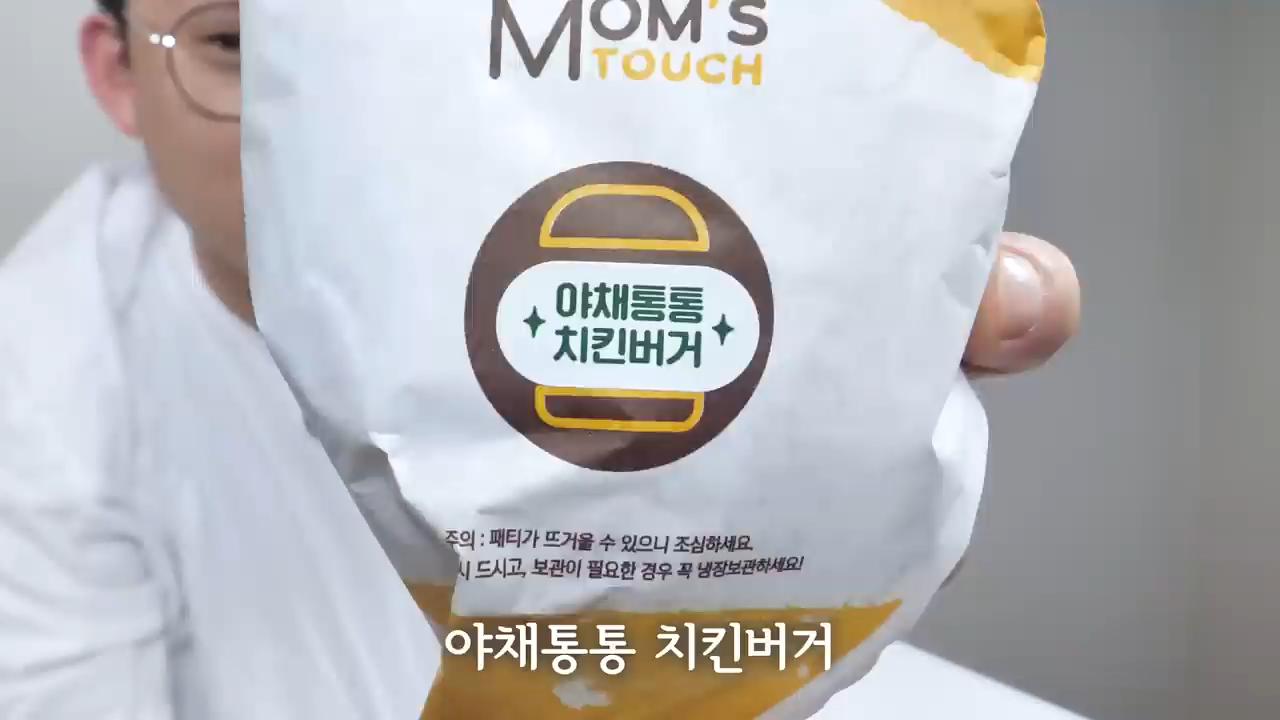 MOM'S
TOUCH
야채통통
치킨버거
주의 : 패티가 뜨거울 수 있으니 조심하세요.
드시고, 보관이 필요한 경우 꼭 냉장보관하세요!
야채통통 치킨버거